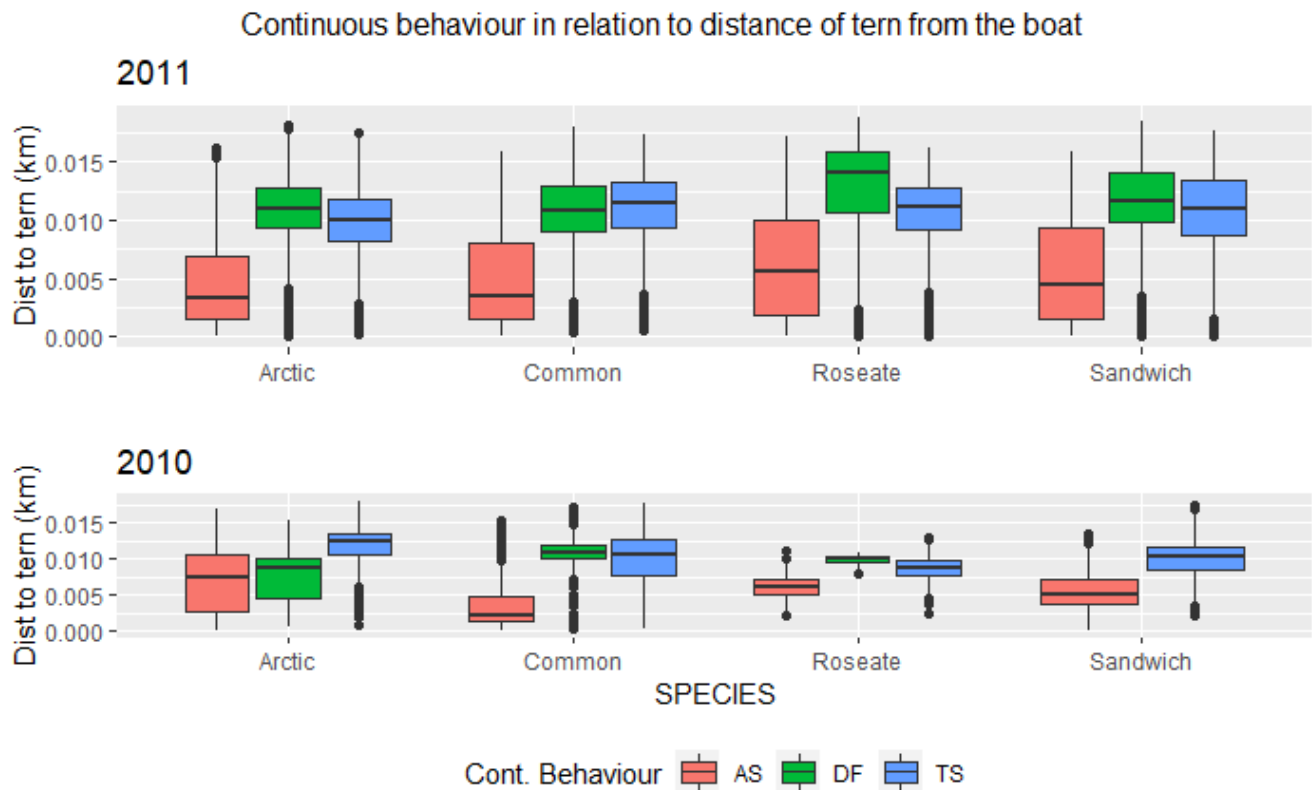 Continuous behaviour in relation to distance of tern from the boat
2011
Dist to tern (km)
0.015
0.010
0.005
0.000
Arctic Common Roseate Sandwich
2010
Dist to tern (km)
0.015
0.010
0.005
0.000
Arctic Common Roseate Sandwich
SPECIES
Cont. Behaviour AS DF TS